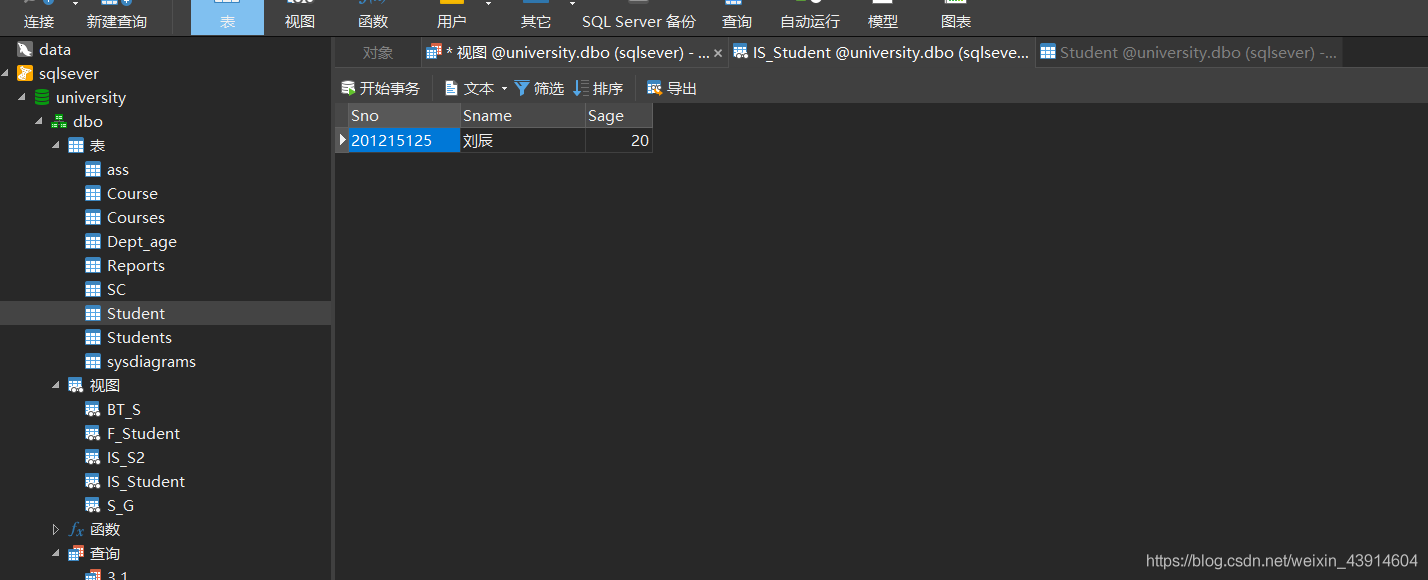 连接 新建查询 表 视图 函数 用户 其它 SQL Server 备份 查询 自动运行 模型 图表
data
对象 * 视图 @university.dbo (sqlsever) - ... IS_Student @university.dbo (sqlseve... Student @university.dbo (sqlsever) -...
sqlsever
开始事务 文本 筛选 排序 导出
university
Sno Sname Sage
dbo
201215125 刘辰 20
表
ass
Course
Courses
Dept_age
Reports
SC
Student
Students
sysdiagrams
视图
BT_S
F_Student
IS_S2
IS_Student
S_G
fx 函数
查询
3.1
https://blog.csdn.net/weixin_43914604